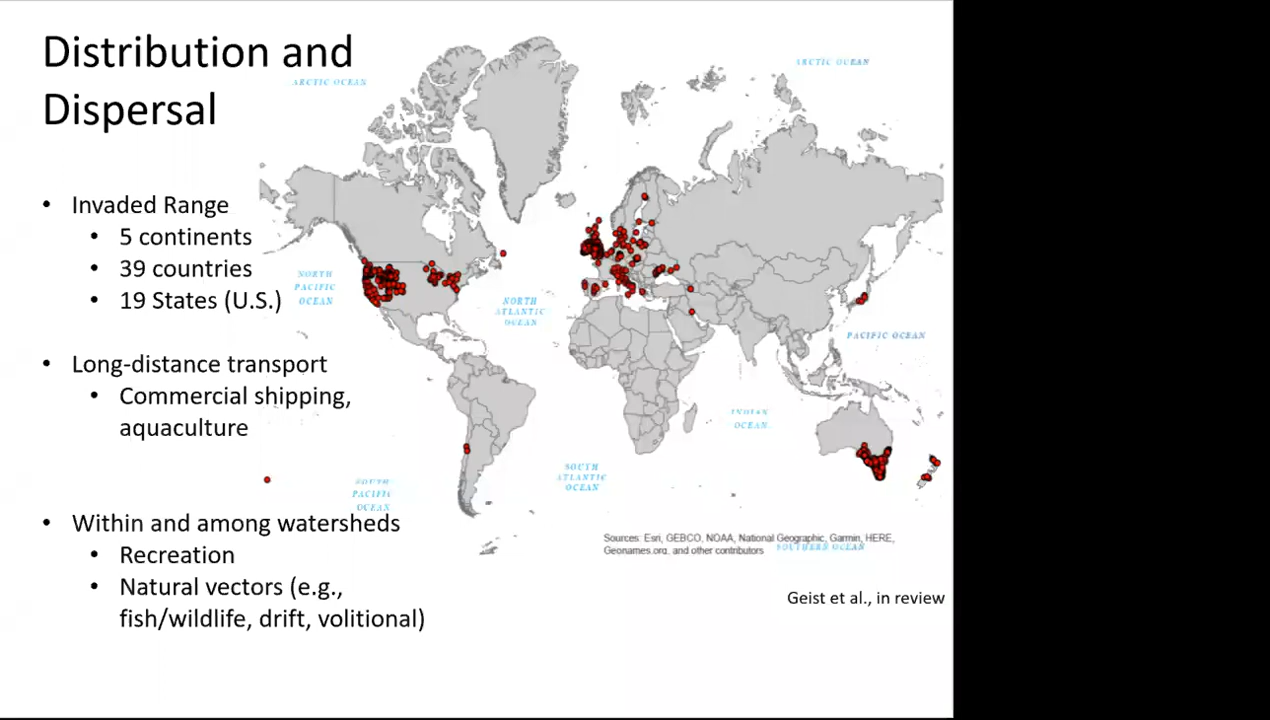 Distribution and
Dispersal
ARCTIC OCEAN
ARCTIC OCEAN
• Invaded Range
• 5 continents
• 39 countries
• 19 States (U.S.)
NORTH
PACIFIC
OCEAN
NORTH
ATLANTIC
OCEAN
PACIFIC OCEAN
• Long-distance transport
• Commercial shipping,
aquaculture
INDIAN
OCEAN
SOUTH
PACIFIC
OCEAN
SOUTH
ATLANTIC
OCEAN
• Within and among watersheds
• Recreation
• Natural vectors (e.g.,
fish/wildlife, drift, volitional)
Sources: Esri, GEBCO, NOAA, National Geographic, Garmin, HERE,
Geonames.org, and other contributors
SOUTHERN OCEAN
Geist et al., in review